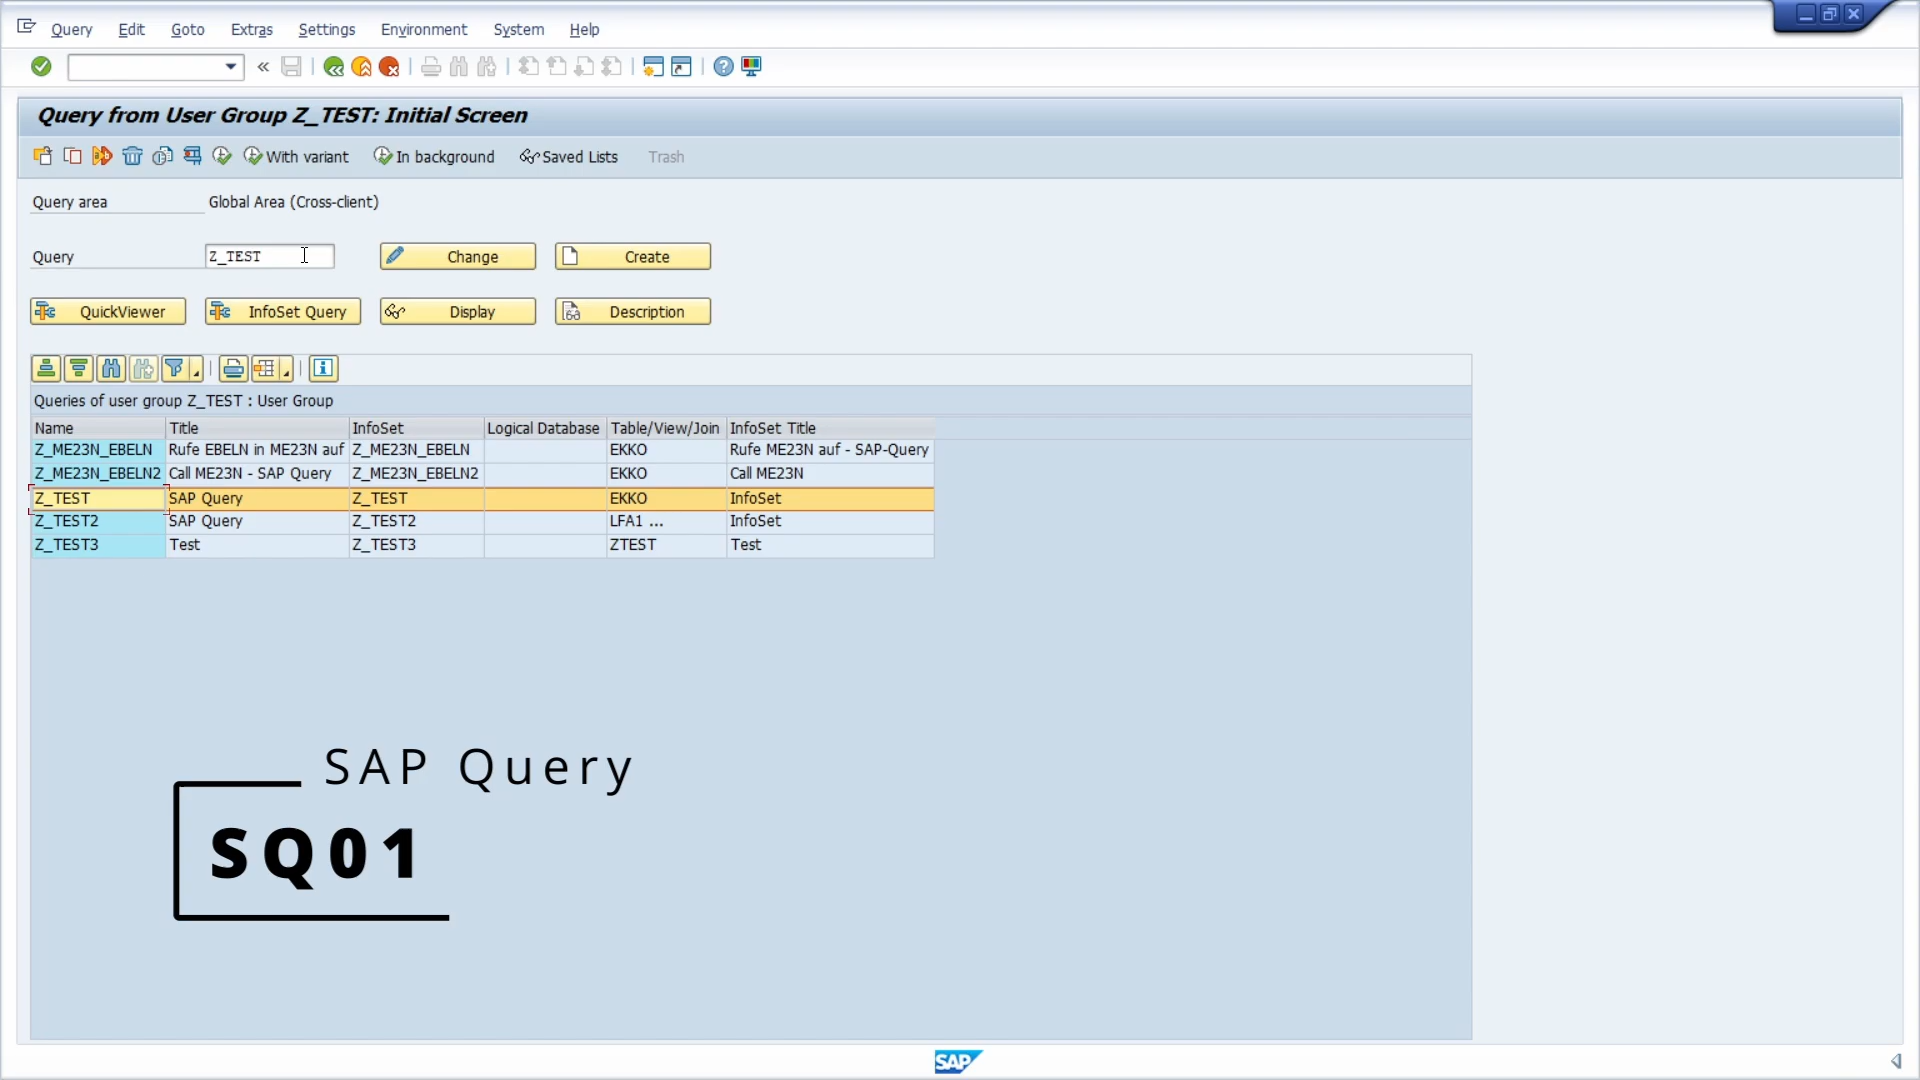 Query Edit Goto Extras Settings Environment System Help
Query from User Group Z_TEST: Initial Screen
With variant In background Saved Lists Trash
Query area Global Area (Cross-client)
Query Z_TEST Change Create
QuickViewer InfoSet Query Display Description
Queries of user group Z_TEST : User Group
Name Title InfoSet Logical Database Table/View/Join InfoSet Title
Z_ME23N_EBELN Rufe EBELN in ME23N auf Z_ME23N_EBELN EKKO Rufe ME23N auf - SAP-Query
Z_ME23N_EBELN2 Call ME23N - SAP Query Z_ME23N_EBELN2 EKKO Call ME23N
Z_TEST SAP Query Z_TEST EKKO InfoSet
Z_TEST2 SAP Query Z_TEST2 LFA1 ... InfoSet
Z_TEST3 Test Z_TEST3 ZTEST Test
SAP Query
SQ01
SAP